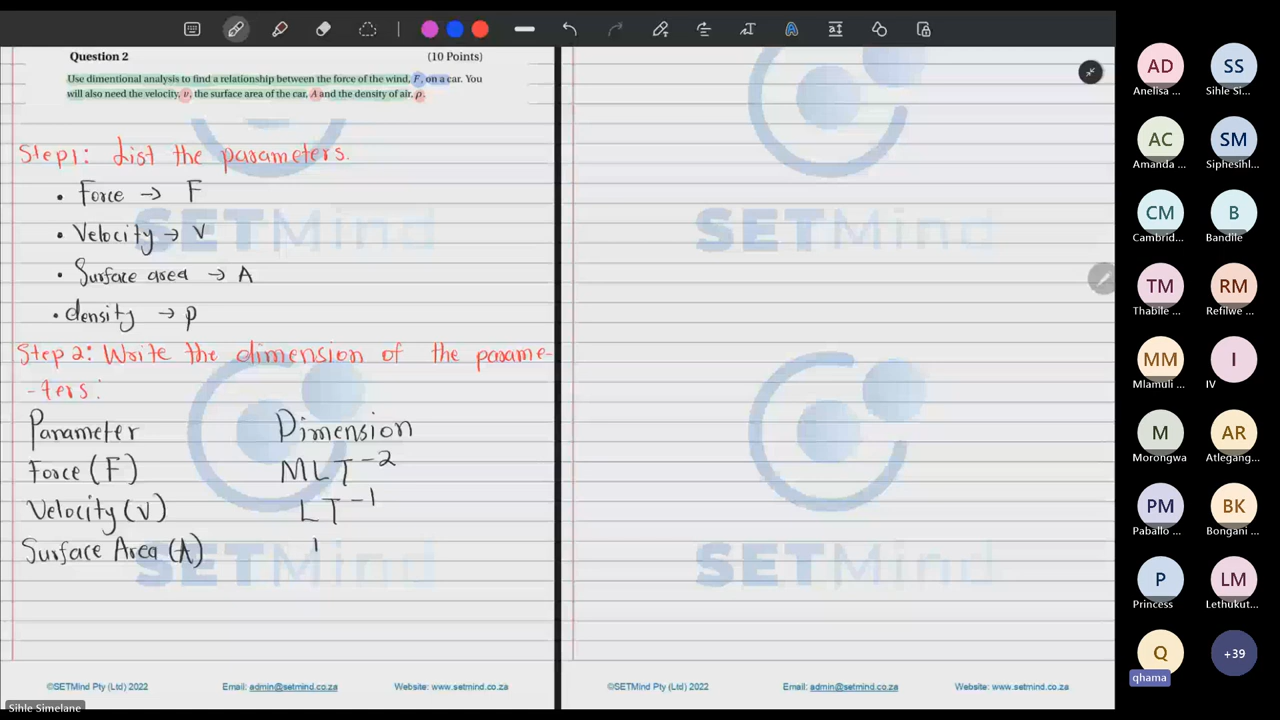 Question 2 (10 Points)
Use dimentional analysis to find a relationship between the force of the wind, F, on a car. You
will also need the velocity, v, the surface area of the car, A and the density of air, ρ.
Step1: List the parameters.
• Force → F
• Velocity → v
• Surface area → A
• density → p
Step 2: Write the dimension of the parame-
-ters:
Parameter Dimension
Force (F) MLT⁻²
Velocity (v) LT⁻¹
Surface Area (A)
SETMind
SETMind
SETMind
SETMind
©SETMind Pty (Ltd) 2022 Email: admin@setmind.co.za Website: www.setmind.co.za
©SETMind Pty (Ltd) 2022 Email: admin@setmind.co.za Website: www.setmind.co.za
Sihle Simelane
AD SS
Anelisa ... Sihle Si...
AC SM
Amanda ... Siphesihl...
CM B
Cambrid... Bandile
TM RM
Thabile ... Refilwe ...
MM I
Mlamuli ... IV
M AR
Morongwa Atlegang...
PM BK
Paballo ... Bongani ...
P LM
Princess Lethukut...
Q +39
qhama